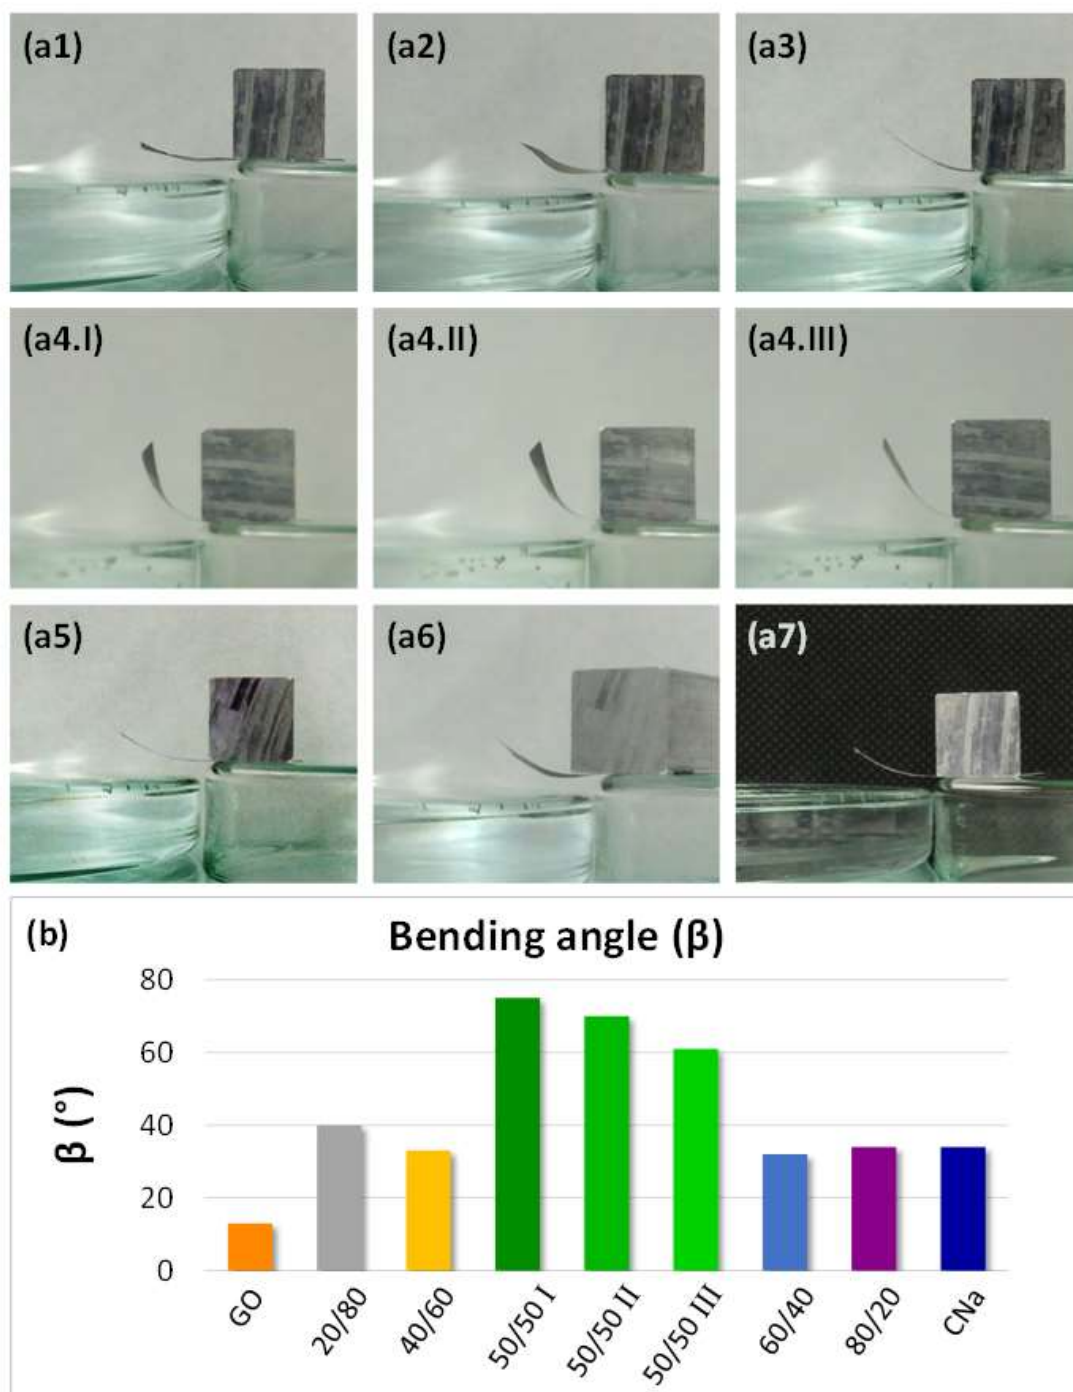 (a1) (a2) (a3)
(a4.I) (a4.II) (a4.III)
(a5) (a6) (a7)
(b) Bending angle (β)
80
60
40
20
0
β (°)
GO 20/80 40/60 50/50 I 50/50 II 50/50 III 60/40 80/20 CNa